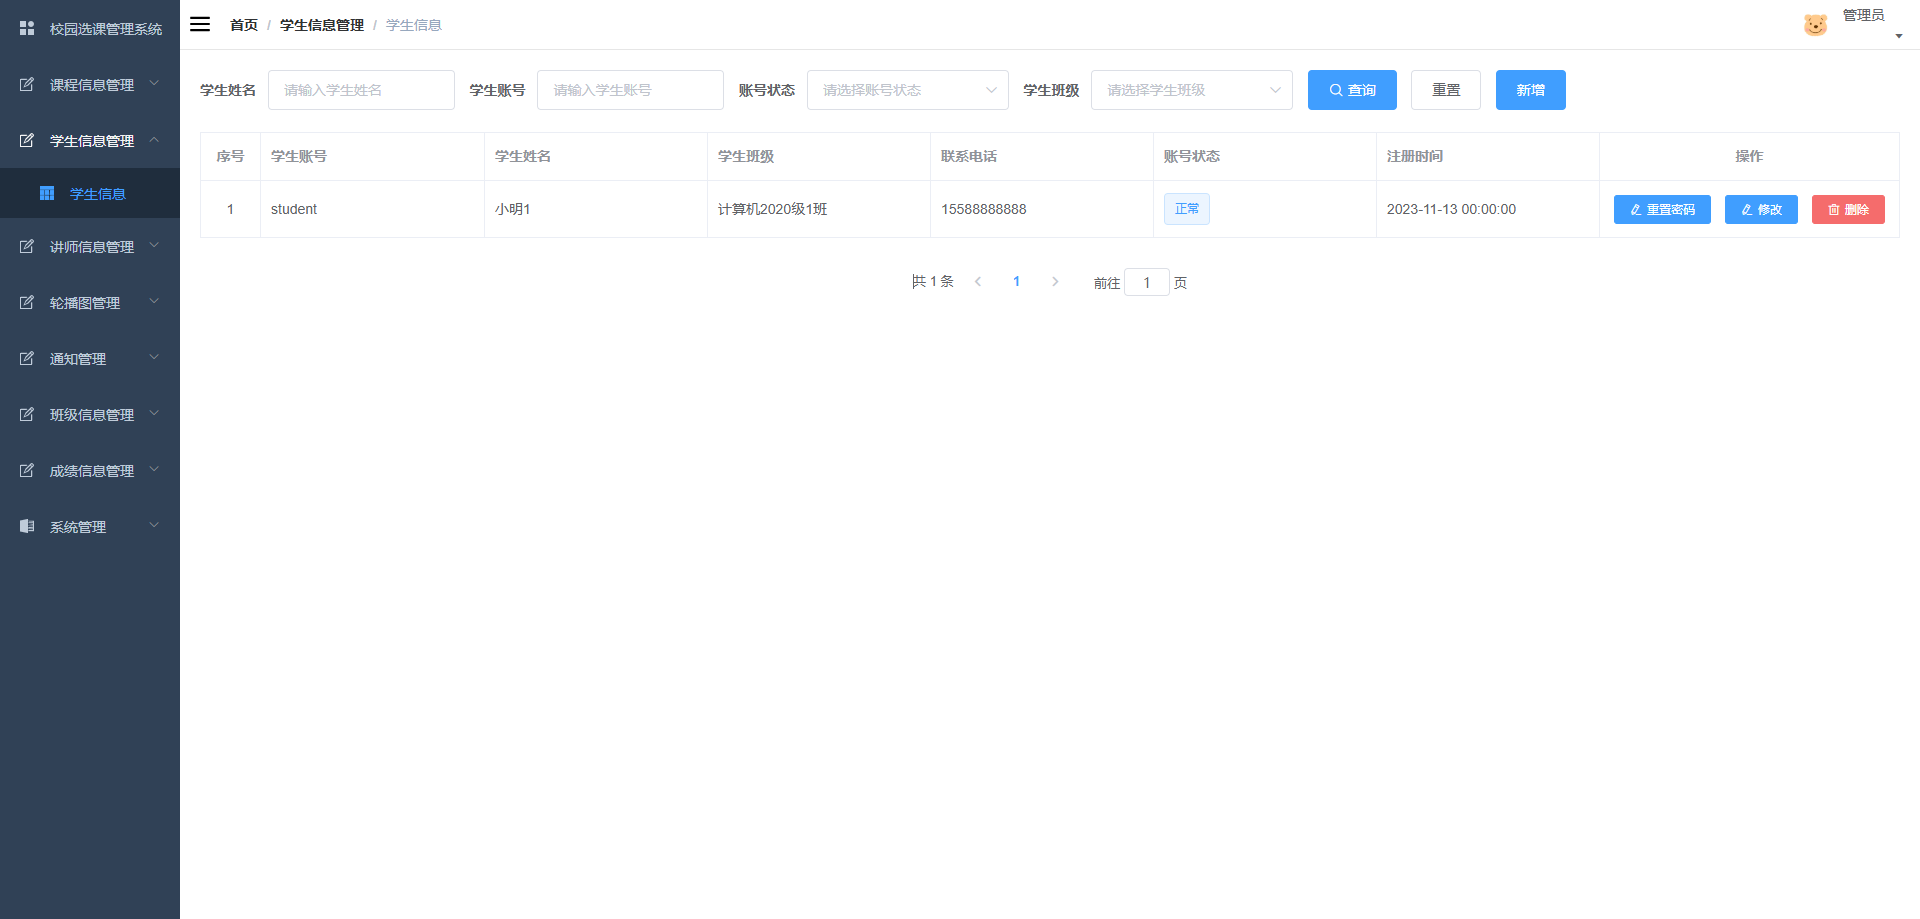 校园选课管理系统
课程信息管理
学生信息管理
学生信息
讲师信息管理
轮播图管理
通知管理
班级信息管理
成绩信息管理
系统管理
首页 / 学生信息管理 / 学生信息
管理员
学生姓名 请输入学生姓名 学生账号 请输入学生账号 账号状态 请选择账号状态 学生班级 请选择学生班级 查询 重置 新增
序号 学生账号 学生姓名 学生班级 联系电话 账号状态 注册时间 操作
1 student 小明1 计算机2020级1班 15588888888 正常 2023-11-13 00:00:00 重置密码 修改 删除
共 1 条 1 前往 1 页